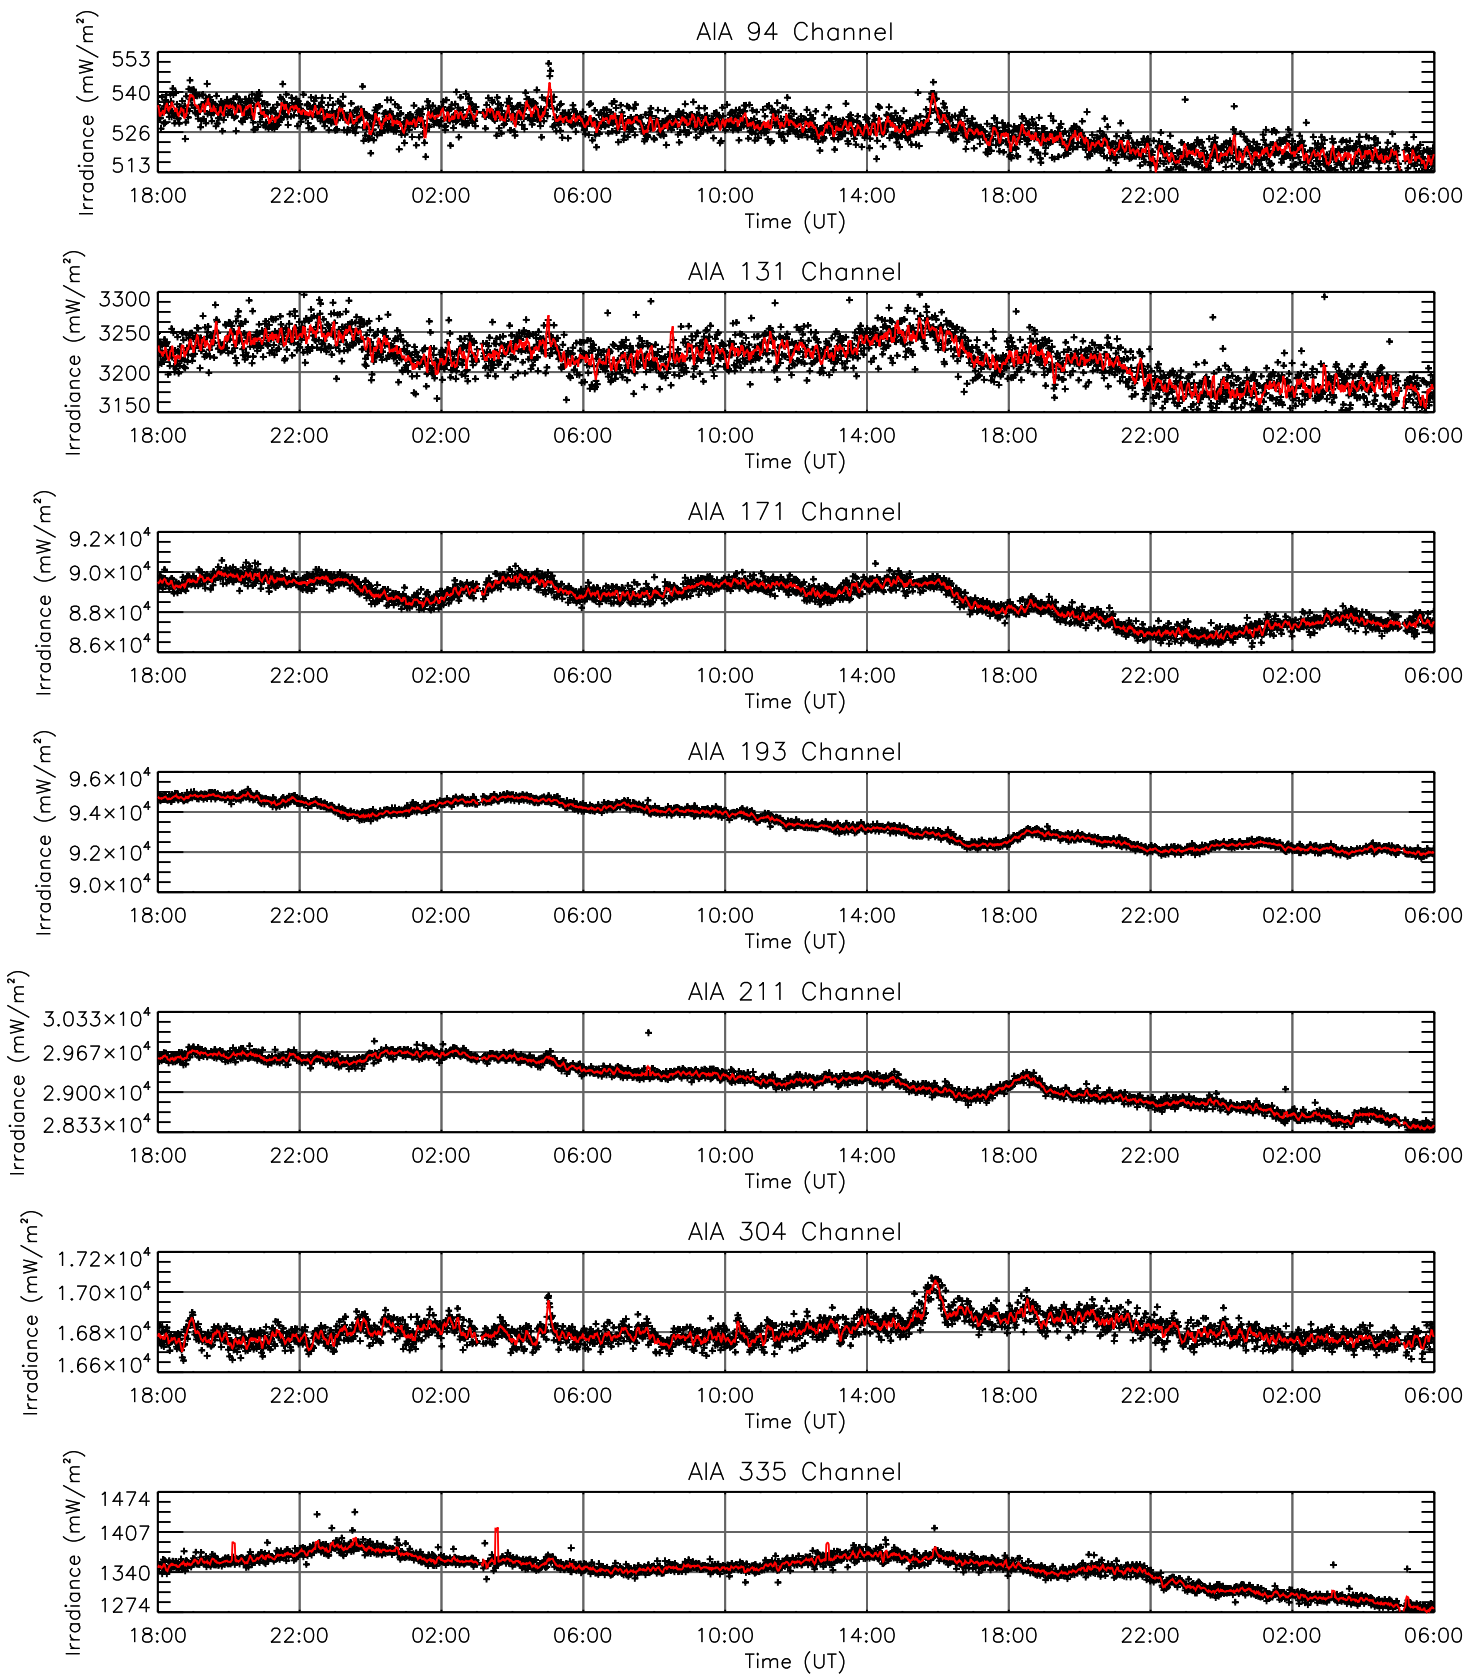 AIA 94 Channel
Irradiance (mW/m²)
553
540
526
513
18:00 22:00 02:00 06:00 10:00 14:00 18:00 22:00 02:00 06:00
Time (UT)
AIA 131 Channel
Irradiance (mW/m²)
3300
3250
3200
3150
18:00 22:00 02:00 06:00 10:00 14:00 18:00 22:00 02:00 06:00
Time (UT)
AIA 171 Channel
Irradiance (mW/m²)
9.2×10⁴
9.0×10⁴
8.8×10⁴
8.6×10⁴
18:00 22:00 02:00 06:00 10:00 14:00 18:00 22:00 02:00 06:00
Time (UT)
AIA 193 Channel
Irradiance (mW/m²)
9.6×10⁴
9.4×10⁴
9.2×10⁴
9.0×10⁴
18:00 22:00 02:00 06:00 10:00 14:00 18:00 22:00 02:00 06:00
Time (UT)
AIA 211 Channel
Irradiance (mW/m²)
3.033×10⁴
2.967×10⁴
2.900×10⁴
2.833×10⁴
18:00 22:00 02:00 06:00 10:00 14:00 18:00 22:00 02:00 06:00
Time (UT)
AIA 304 Channel
Irradiance (mW/m²)
1.72×10⁴
1.70×10⁴
1.68×10⁴
1.66×10⁴
18:00 22:00 02:00 06:00 10:00 14:00 18:00 22:00 02:00 06:00
Time (UT)
AIA 335 Channel
Irradiance (mW/m²)
1474
1407
1340
1274
18:00 22:00 02:00 06:00 10:00 14:00 18:00 22:00 02:00 06:00
Time (UT)